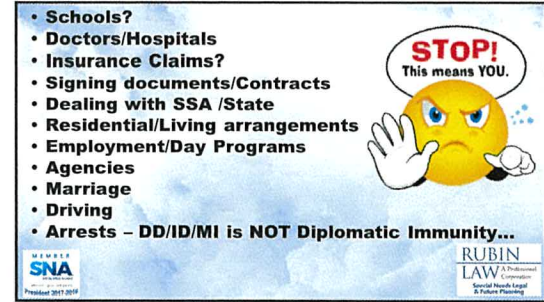 • Schools?
• Doctors/Hospitals
• Insurance Claims?
• Signing documents/Contracts
• Dealing with SSA /State
• Residential/Living arrangements
• Employment/Day Programs
• Agencies
• Marriage
• Driving
• Arrests – DD/ID/MI is NOT Diplomatic Immunity...
STOP!
This means YOU.
MEMBER
SNA
President 2017-2018
RUBIN
LAW A Professional
Corporation
Special Needs Legal
& Future Planning